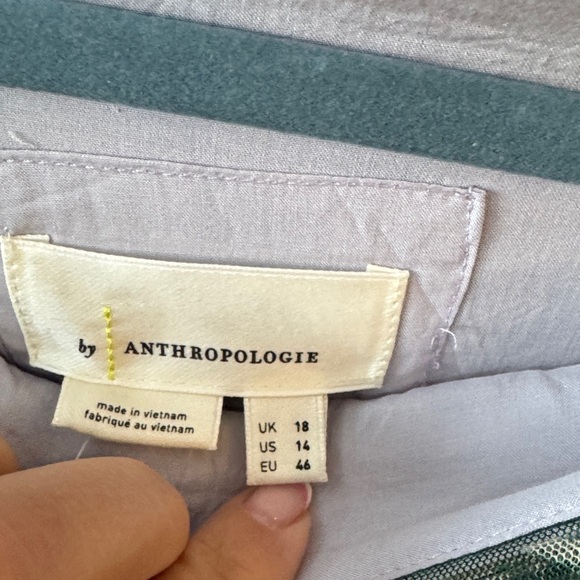 by ANTHROPOLOGIE
made in vietnam
fabriqué au vietnam
UK 18
US 14
EU 46